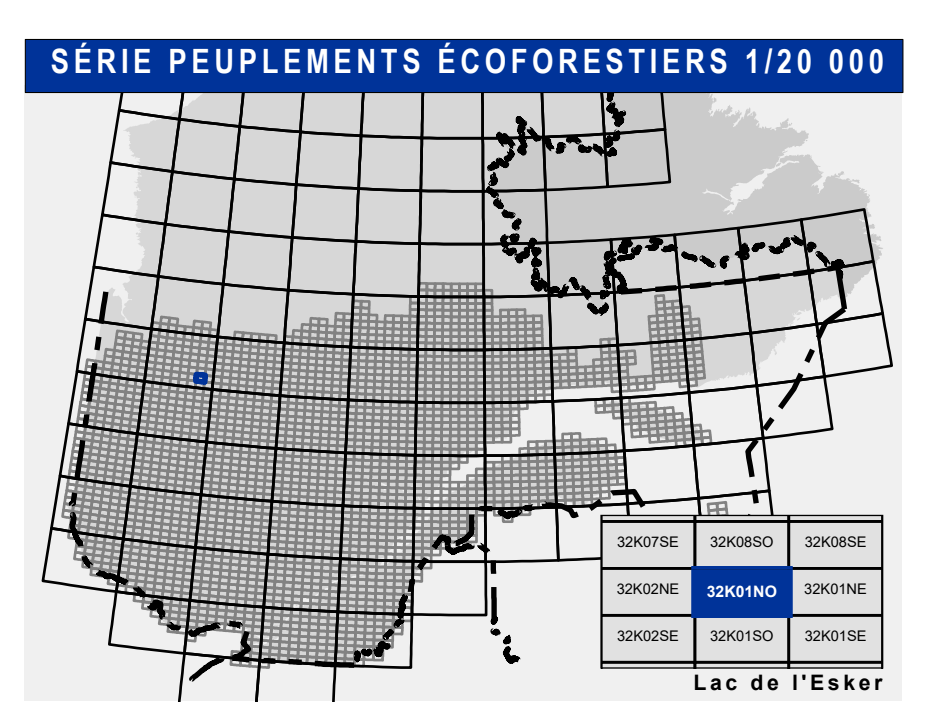 SÉRIE PEUPLEMENTS ÉCOFORESTIERS 1/20 000
32K07SE 32K08SO 32K08SE
32K02NE 32K01NO 32K01NE
32K02SE 32K01SO 32K01SE
Lac de l'Esker